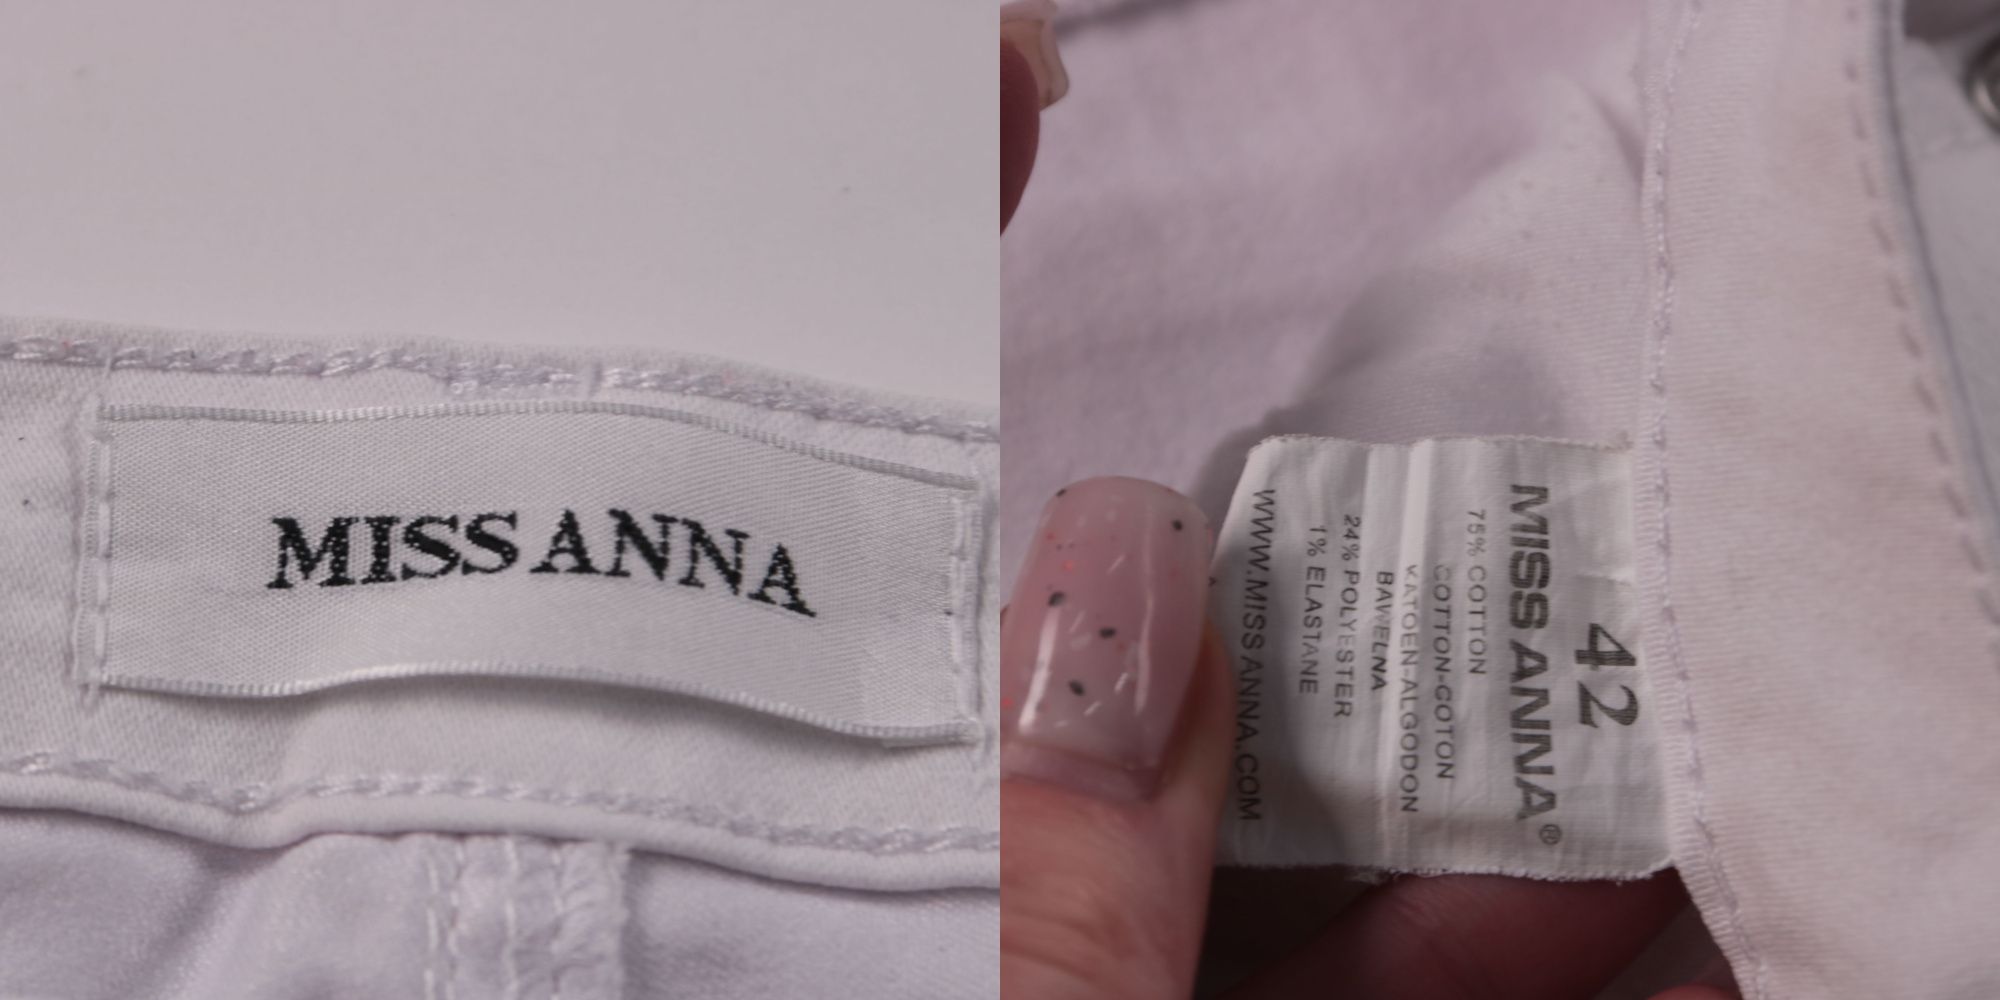 MISS ANNA
42
MISS ANNA®
75% COTTON
COTTON-COTON
KATOEN-ALGODON
BAWEŁNA
24% POLYESTER
1% ELASTANE
WWW.MISSANNA.COM